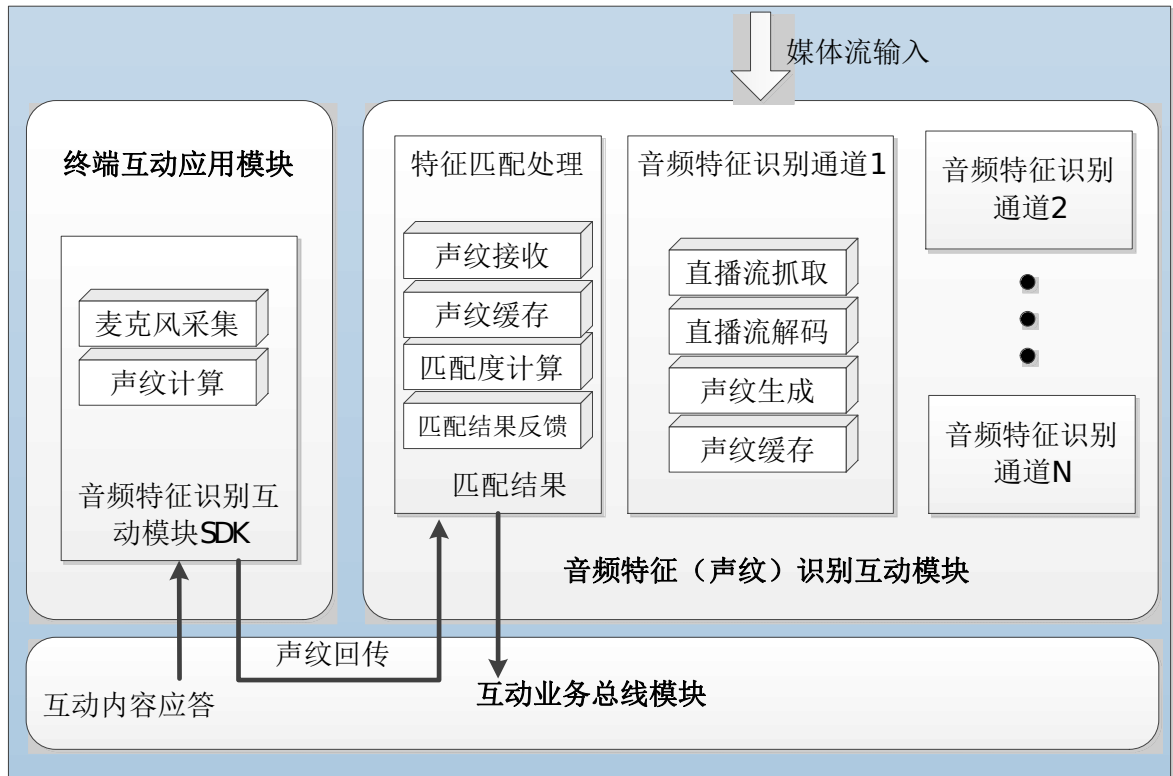 媒体流输入
终端互动应用模块
麦克风采集
声纹计算
音频特征识别互
动模块SDK
特征匹配处理
声纹接收
声纹缓存
匹配度计算
匹配结果反馈
匹配结果
音频特征识别通道1
直播流抓取
直播流解码
声纹生成
声纹缓存
音频特征识别
通道2
音频特征识别
通道N
音频特征（声纹）识别互动模块
声纹回传
互动内容应答
互动业务总线模块